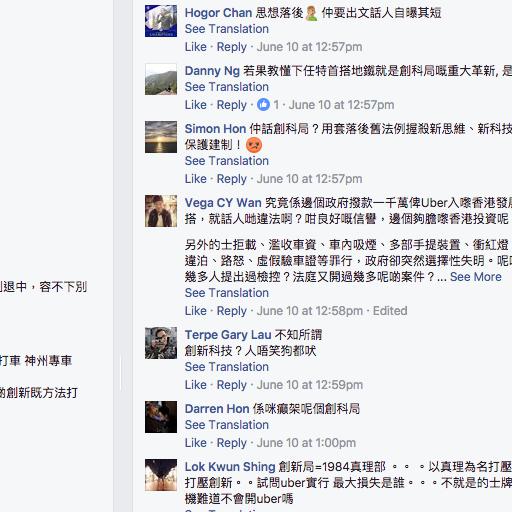 Hogor Chan 思想落後🤦 仲要出文話人自曝其短
See Translation
Like · Reply · June 10 at 12:57pm
Danny Ng 若果教懂下任特首搭地鐵就是創科局嘅重大革新, 是
See Translation
Like · Reply · 1 · June 10 at 12:57pm
Simon Hon 仲話創科局？用套落後舊法例握殺新思維、新科技
保護建制！😡
See Translation
Like · Reply · June 10 at 12:57pm
Vega CY Wan 究竟係邊個政府撥款一千萬俾Uber入嚟香港發展
搭，就話人哋違法啊？咁良好嘅信譽，邊個夠膽嚟香港投資呢
另外的士拒載、濫收車資、車內吸煙、多部手提裝置、衝紅燈
違泊、路怒、虛假驗車證等罪行，政府卻突然選擇性失明。呢
幾多人提出過檢控？法庭又開過幾多呢啲案件？... See More
See Translation
Like · Reply · June 10 at 12:58pm · Edited
Terpe Gary Lau 不知所謂
創新科技？人唔笑狗都吠
See Translation
Like · Reply · June 10 at 12:59pm
Darren Hon 係咪癲架呢個創科局
See Translation
Like · Reply · June 10 at 1:00pm
Lok Kwun Shing 創新局=1984真理部 。。。以真理為名打壓
打壓創新。。試問uber實行 最大損失是誰。。。不就是的士牌
機難道不會開uber嗎
退中，容不下別
打車 神州專車
創新既方法打